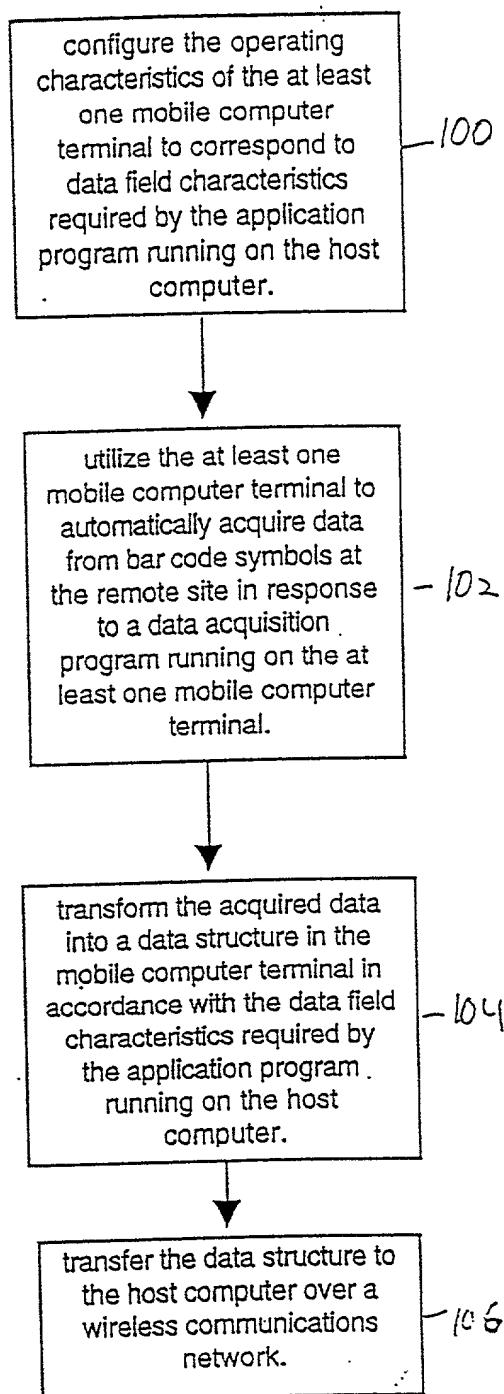 configure the operating
characteristics of the at least
one mobile computer
terminal to correspond to
data field characteristics
required by the application
program running on the host
computer.
100
utilize the at least one
mobile computer terminal to
automatically acquire data
from bar code symbols at
the remote site in response
to a data acquisition
program running on the at
least one mobile computer
terminal.
102
transform the acquired data
into a data structure in the
mobile computer terminal in
accordance with the data field
characteristics required by
the application program
running on the host
computer.
104
transfer the data structure to
the host computer over a
wireless communications
network.
106